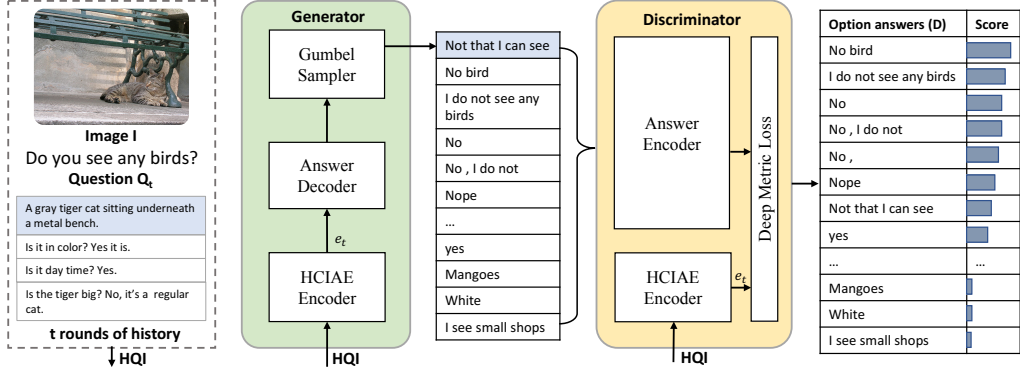 Image I
Do you see any birds?
Question Qt
A gray tiger cat sitting underneath
a metal bench.
Is it in color? Yes it is.
Is it day time? Yes.
Is the tiger big? No, it's a regular
cat.
t rounds of history
HQI
Generator
Gumbel
Sampler
Answer
Decoder
et
HCIAE
Encoder
HQI
Not that I can see
No bird
I do not see any
birds
No
No , I do not
Nope
...
yes
Mangoes
White
I see small shops
Discriminator
Answer
Encoder
HCIAE
Encoder
et
Deep Metric Loss
HQI
Option answers (D) Score
No bird
I do not see any birds
No
No , I do not
No ,
Nope
Not that I can see
yes
... ...
Mangoes
White
I see small shops